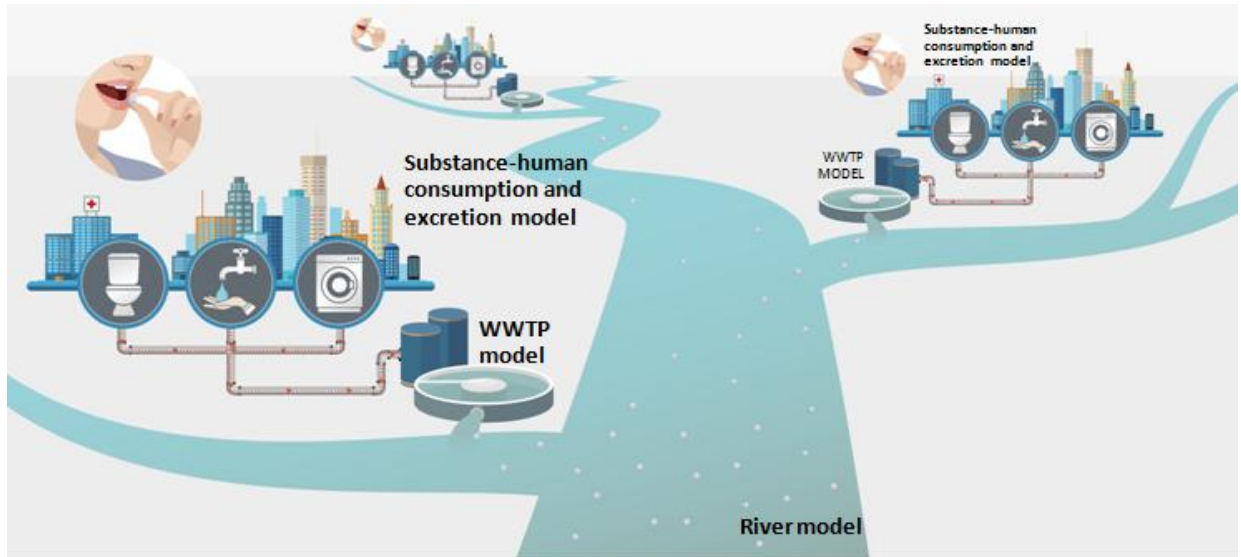 Substance-human
consumption and
excretion model
WWTP
MODEL
Substance-human
consumption and
excretion model
WWTP
model
River model